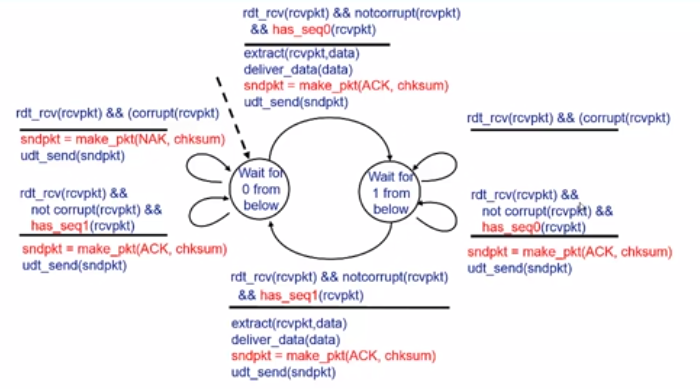 rdt_rcv(rcvpkt) && notcorrupt(rcvpkt)
&& has_seq0(rcvpkt)
extract(rcvpkt,data)
deliver_data(data)
sndpkt = make_pkt(ACK, chksum)
udt_send(sndpkt)
rdt_rcv(rcvpkt) && (corrupt(rcvpkt)
sndpkt = make_pkt(NAK, chksum)
udt_send(sndpkt)
rdt_rcv(rcvpkt) &&
not corrupt(rcvpkt) &&
has_seq1(rcvpkt)
sndpkt = make_pkt(ACK, chksum)
udt_send(sndpkt)
Wait for
0 from
below
Wait for
1 from
below
rdt_rcv(rcvpkt) && (corrupt(rcvpkt)
rdt_rcv(rcvpkt) &&
not corrupt(rcvpkt) &&
has_seq0(rcvpkt)
sndpkt = make_pkt(ACK, chksum)
udt_send(sndpkt)
rdt_rcv(rcvpkt) && notcorrupt(rcvpkt)
&& has_seq1(rcvpkt)
extract(rcvpkt,data)
deliver_data(data)
sndpkt = make_pkt(ACK, chksum)
udt_send(sndpkt)